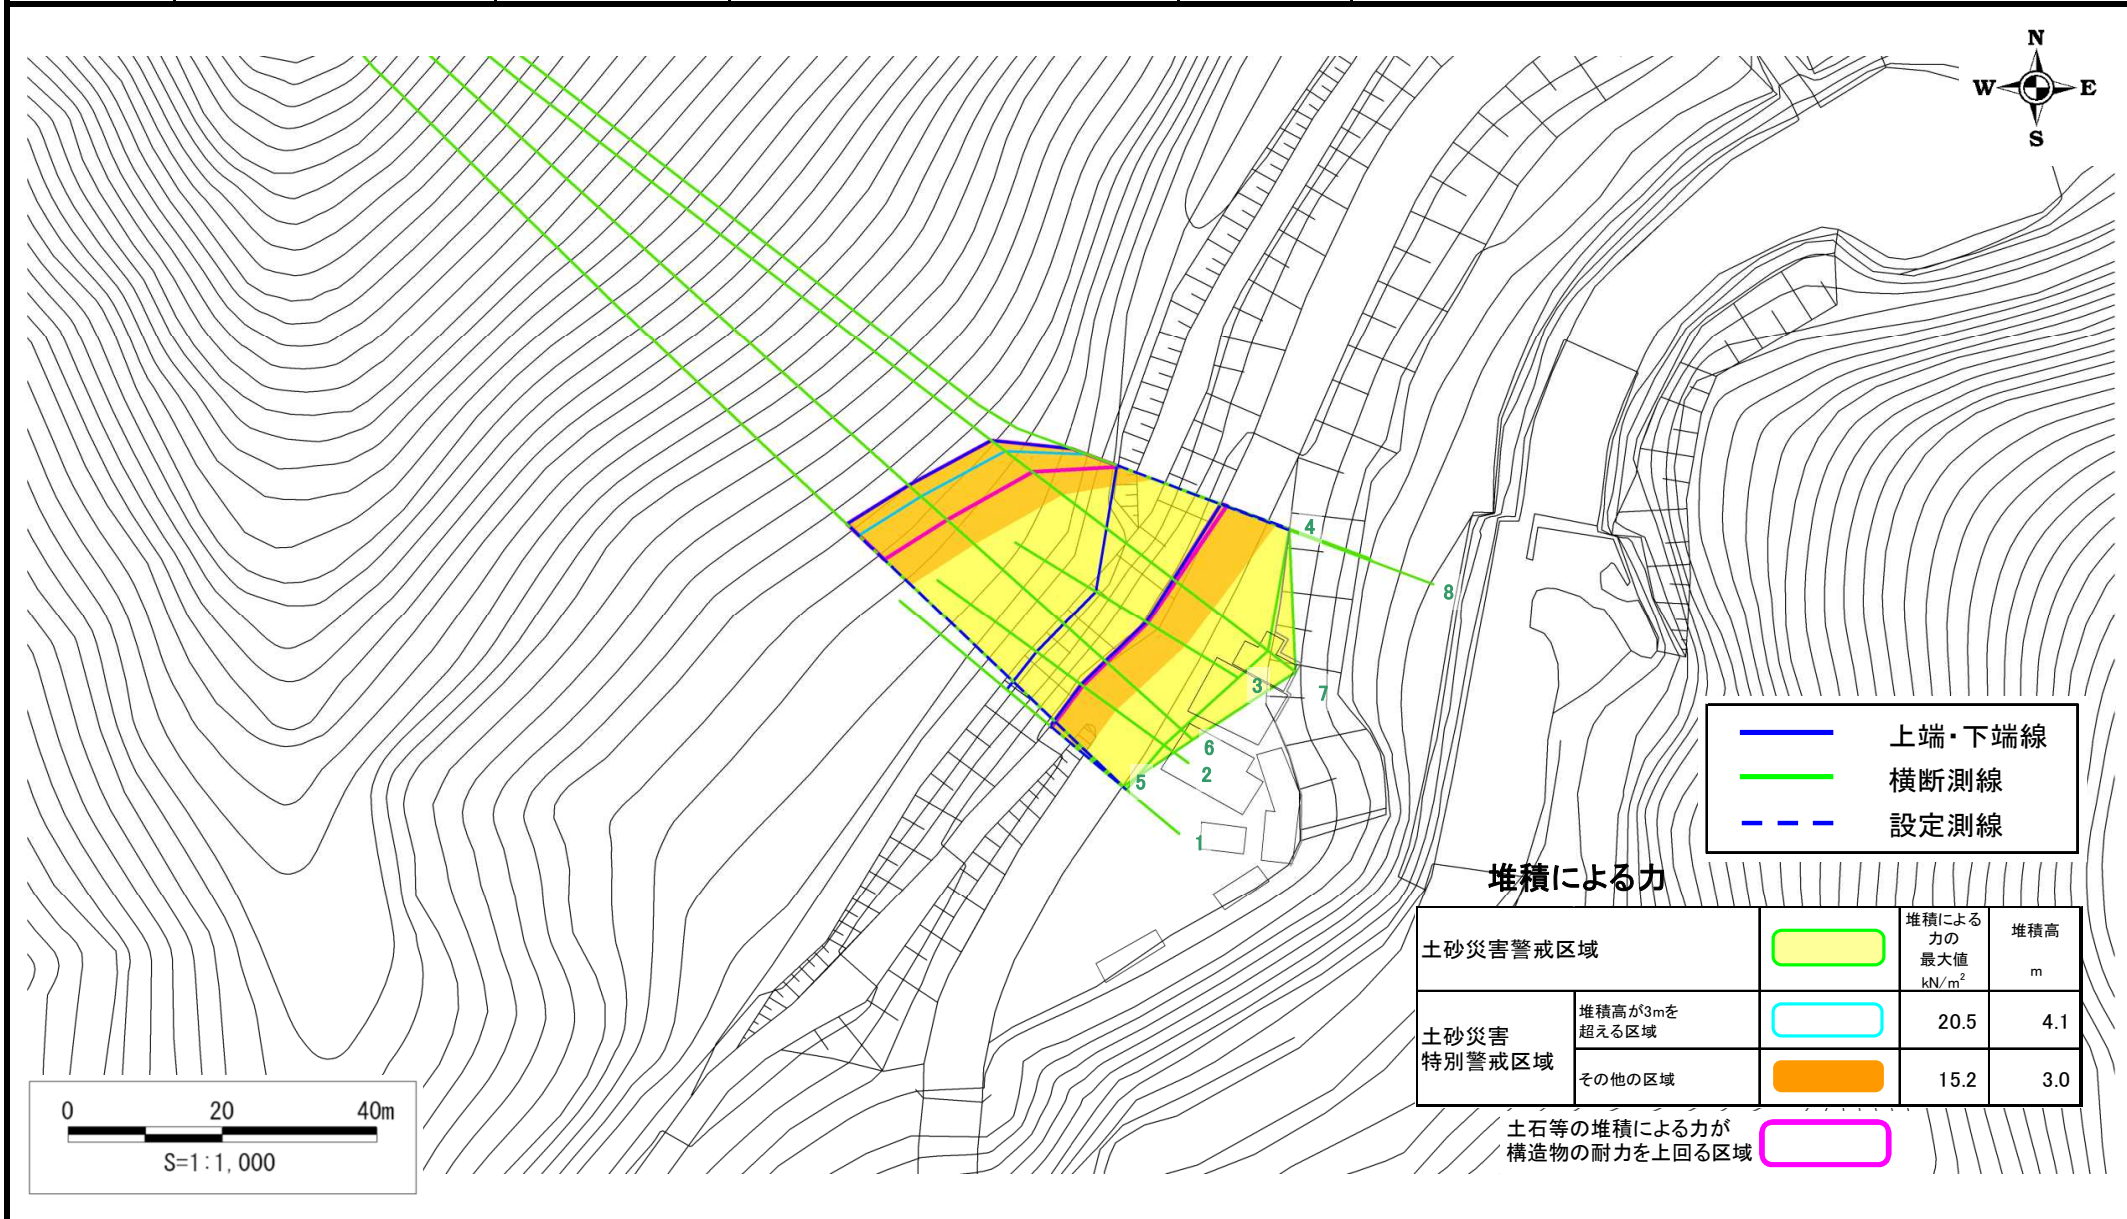 N
W E
S
4
8
3
7
6
2
5
1
上端・下端線
横断測線
設定測線
堆積による力
土砂災害警戒区域
堆積による
力の
最大値
kN/m²
堆積高
m
土砂災害
特別警戒区域
堆積高が3mを
超える区域
20.5 4.1
その他の区域
15.2 3.0
土石等の堆積による力が
構造物の耐力を上回る区域
0 20 40m
S=1:1,000